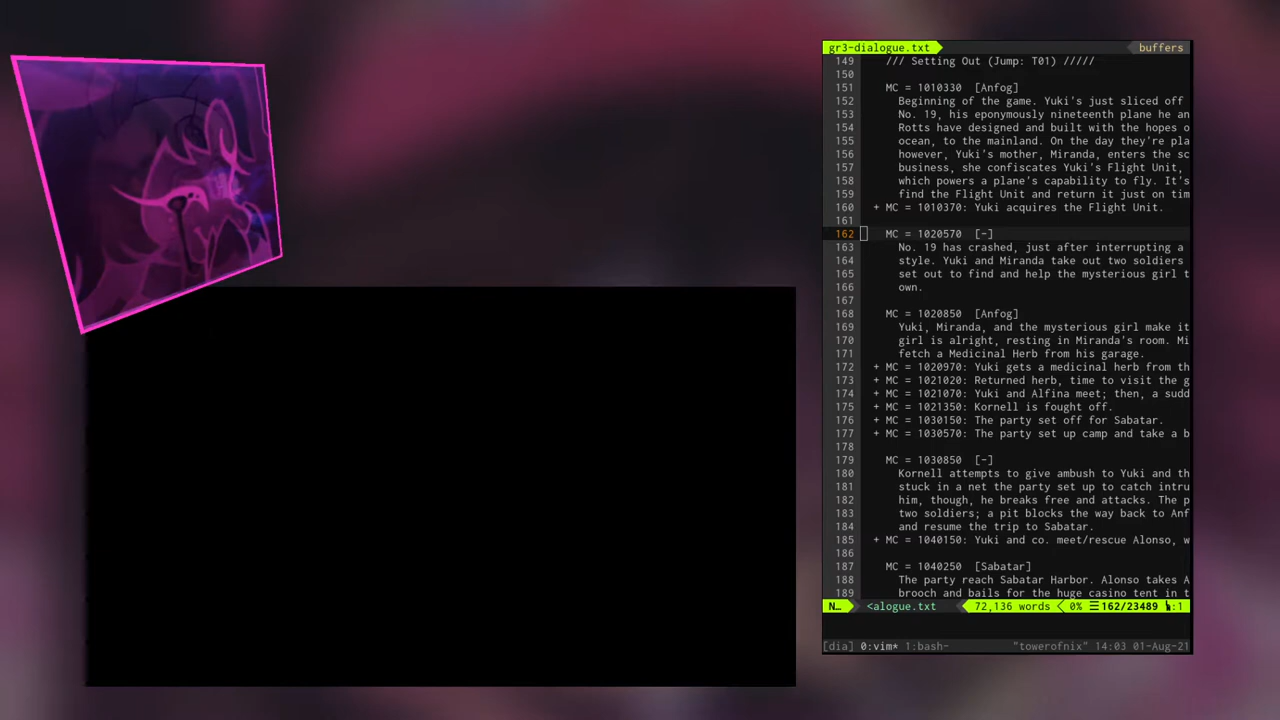 gr3-dialogue.txt buffers
149 /// Setting Out (Jump: T01) /////
150
151 MC = 1010330 [Anfog]
152 Beginning of the game. Yuki's just sliced off
153 No. 19, his eponymously nineteenth plane he an
154 Rotts have designed and built with the hopes o
155 ocean, to the mainland. On the day they're pla
156 however, Yuki's mother, Miranda, enters the sc
157 business, she confiscates Yuki's Flight Unit,
158 which powers a plane's capability to fly. It's
159 find the Flight Unit and return it just on tim
160 + MC = 1010370: Yuki acquires the Flight Unit.
161
162 MC = 1020570 [-]
163 No. 19 has crashed, just after interrupting a
164 style. Yuki and Miranda take out two soldiers
165 set out to find and help the mysterious girl t
166 own.
167
168 MC = 1020850 [Anfog]
169 Yuki, Miranda, and the mysterious girl make it
170 girl is alright, resting in Miranda's room. Mi
171 fetch a Medicinal Herb from his garage.
172 + MC = 1020970: Yuki gets a medicinal herb from th
173 + MC = 1021020: Returned herb, time to visit the g
174 + MC = 1021070: Yuki and Alfina meet; then, a sudd
175 + MC = 1021350: Kornell is fought off.
176 + MC = 1030150: The party set off for Sabatar.
177 + MC = 1030570: The party set up camp and take a b
178
179 MC = 1030850 [-]
180 Kornell attempts to give ambush to Yuki and th
181 stuck in a net the party set up to catch intru
182 him, though, he breaks free and attacks. The p
183 two soldiers; a pit blocks the way back to Anf
184 and resume the trip to Sabatar.
185 + MC = 1040150: Yuki and co. meet/rescue Alonso, w
186
187 MC = 1040250 [Sabatar]
188 The party reach Sabatar Harbor. Alonso takes A
189 brooch and bails for the huge casino tent in t
N… <alogue.txt 72,136 words 0% ☰162/23489 :1
[dia] 0:vim* 1:bash- "towerofnix" 14:03 01-Aug-21